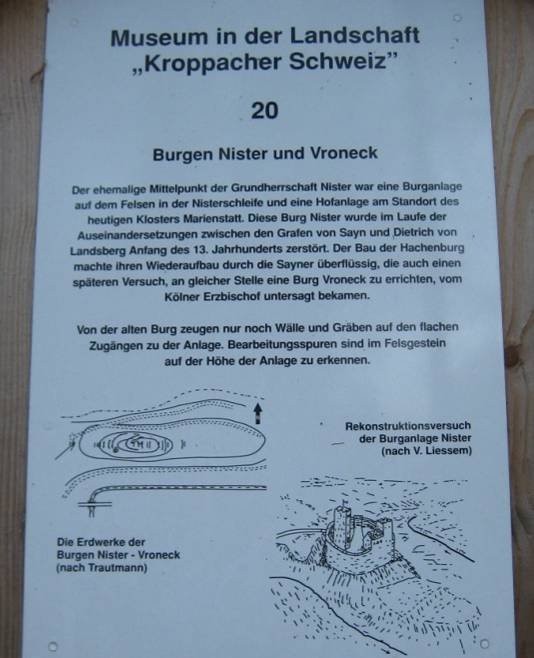 Museum in der Landschaft
„Kroppacher Schweiz”
20
Burgen Nister und Vroneck
Der ehemalige Mittelpunkt der Grundherrschaft Nister war eine Burganlage
auf dem Felsen in der Nisterschleife und eine Hofanlage am Standort des
heutigen Klosters Marienstatt. Diese Burg Nister wurde im Laufe der
Auseinandersetzungen zwischen den Grafen von Sayn und Dietrich von
Landsberg Anfang des 13. Jahrhunderts zerstört. Der Bau der Hachenburg
machte ihren Wiederaufbau durch die Sayner überflüssig, die auch einen
späteren Versuch, an gleicher Stelle eine Burg Vroneck zu errichten, vom
Kölner Erzbischof untersagt bekamen.
Von der alten Burg zeugen nur noch Wälle und Gräben auf den flachen
Zugängen zu der Anlage. Bearbeitungsspuren sind im Felsgestein
auf der Höhe der Anlage zu erkennen.
Rekonstruktionsversuch
der Burganlage Nister
(nach V. Liessem)
Die Erdwerke der
Burgen Nister - Vroneck
(nach Trautmann)